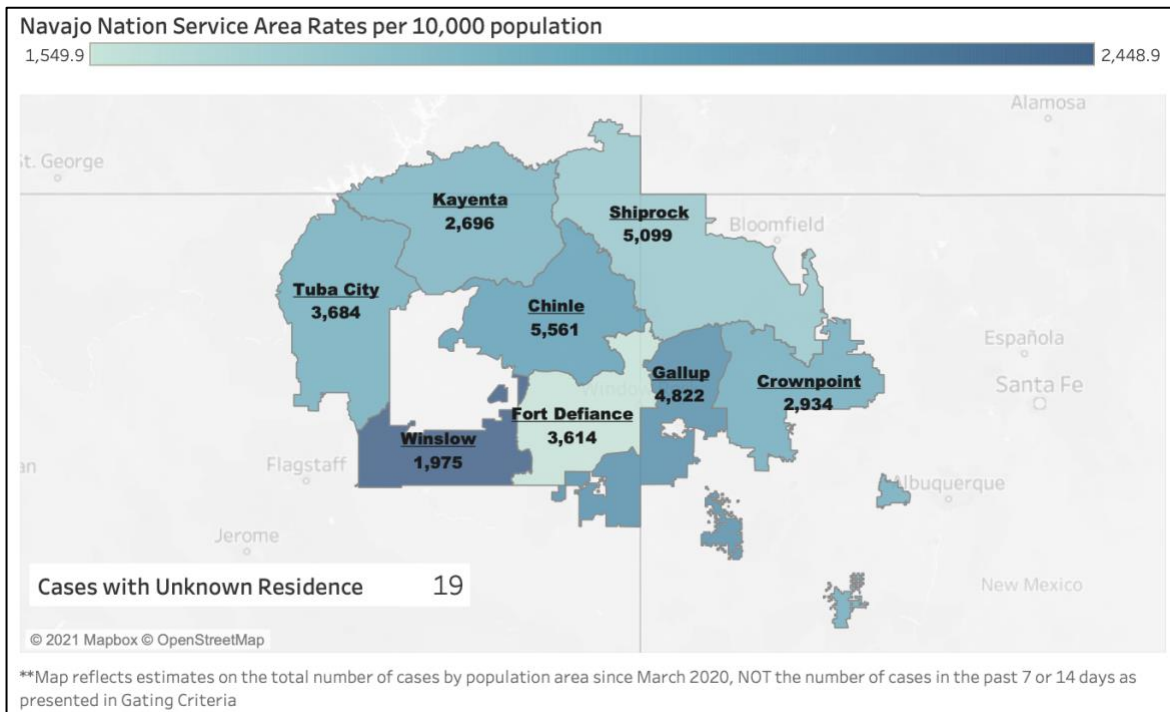 Navajo Nation Service Area Rates per 10,000 population
1,549.9
2,448.9
Alamosa
St. George
Kayenta
2,696
Shiprock
5,099
Bloomfield
Tuba City
3,684
Chinle
5,561
Española
Gallup
4,822
Crownpoint
2,934
Santa Fe
Window
Fort Defiance
3,614
Winslow
1,975
Flagstaff
Albuquerque
Jerome
Cases with Unknown Residence 19
New Mexico
© 2021 Mapbox © OpenStreetMap
**Map reflects estimates on the total number of cases by population area since March 2020, NOT the number of cases in the past 7 or 14 days as
presented in Gating Criteria